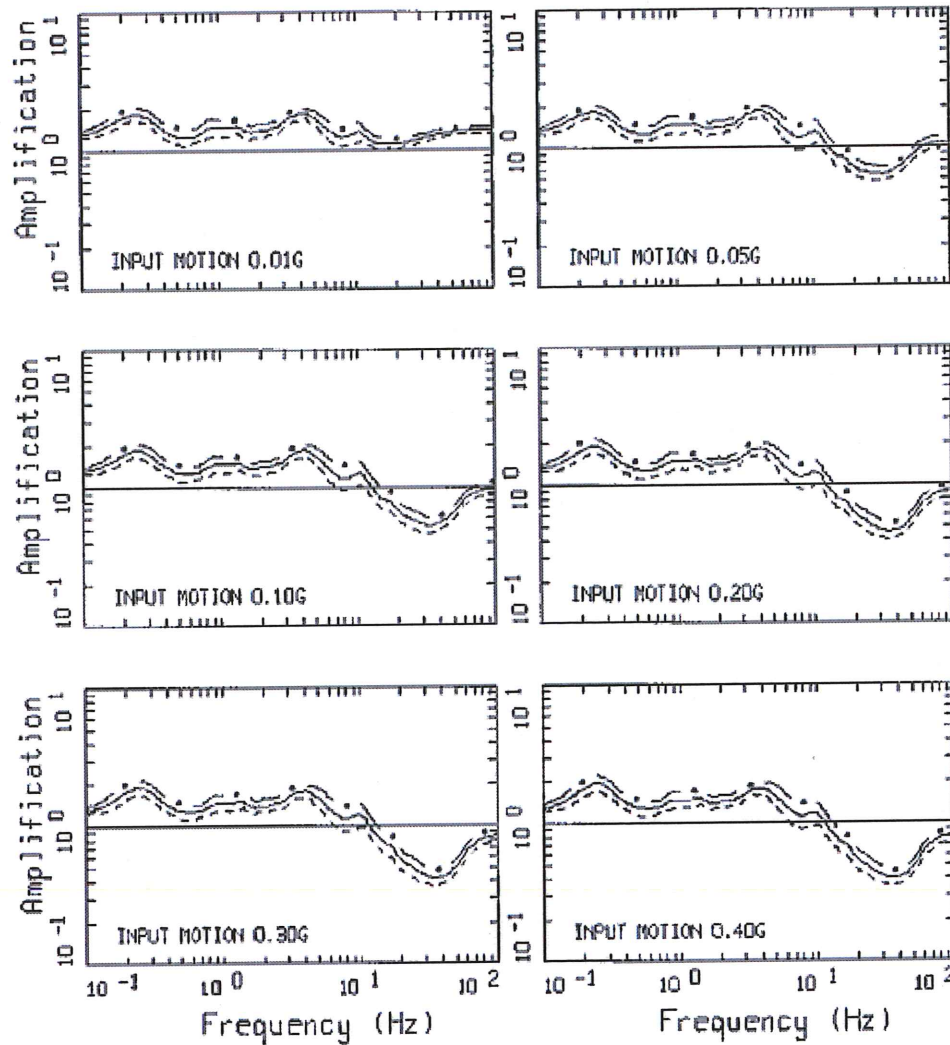 Amplification
10^1
10^0
10^-1
INPUT MOTION 0.01G
10^1
10^0
10^-1
INPUT MOTION 0.05G
Amplification
10^1
10^0
10^-1
INPUT MOTION 0.10G
10^1
10^0
10^-1
INPUT MOTION 0.20G
Amplification
10^1
10^0
10^-1
INPUT MOTION 0.30G
10^1
10^0
10^-1
INPUT MOTION 0.40G
10^-1 10^0 10^1 10^2
10^-1 10^0 10^1 10^2
Frequency (Hz)
Frequency (Hz)